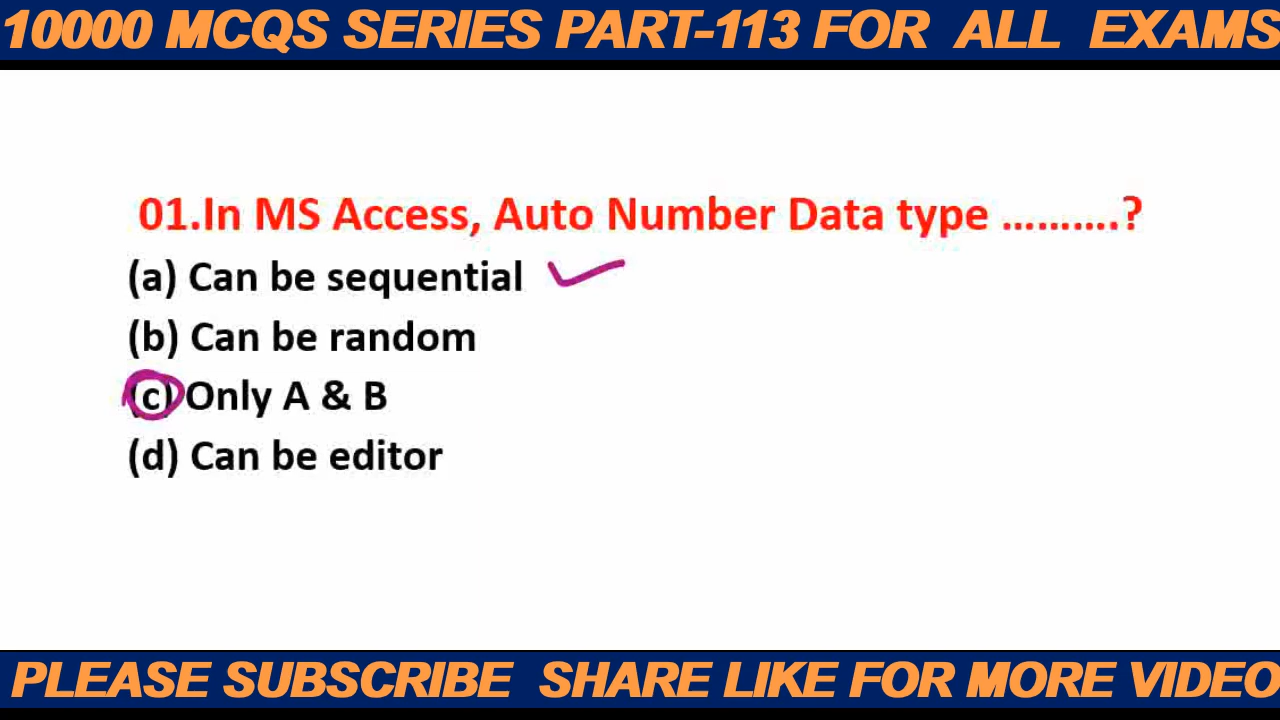 10000 MCQS SERIES PART-113 FOR ALL EXAMS
01.In MS Access, Auto Number Data type ..........?
(a) Can be sequential
(b) Can be random
(c) Only A & B
(d) Can be editor
PLEASE SUBSCRIBE SHARE LIKE FOR MORE VIDEO